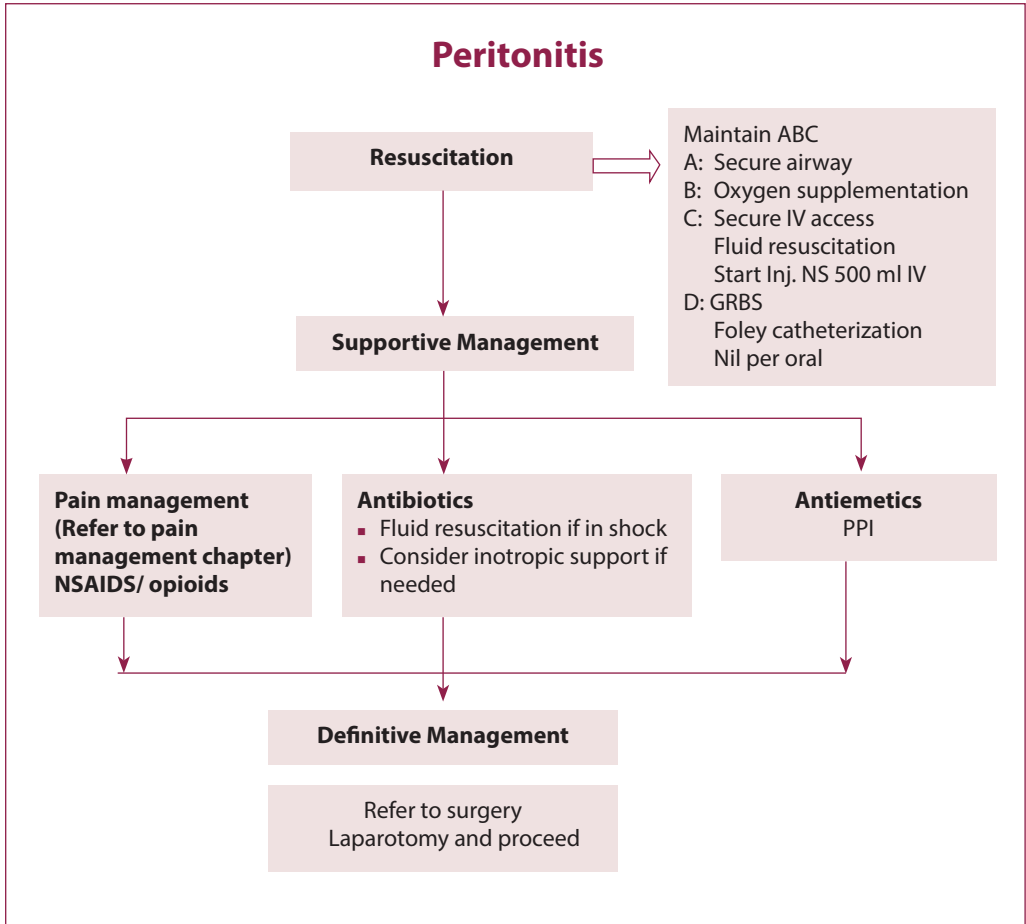 Peritonitis
Resuscitation
Maintain ABC
A: Secure airway
B: Oxygen supplementation
C: Secure IV access
Fluid resuscitation
Start Inj. NS 500 ml IV
D: GRBS
Foley catheterization
Nil per oral
Supportive Management
Pain management
(Refer to pain
management chapter)
NSAIDS/ opioids
Antibiotics
▪ Fluid resuscitation if in shock
▪ Consider inotropic support if
needed
Antiemetics
PPI
Definitive Management
Refer to surgery
Laparotomy and proceed